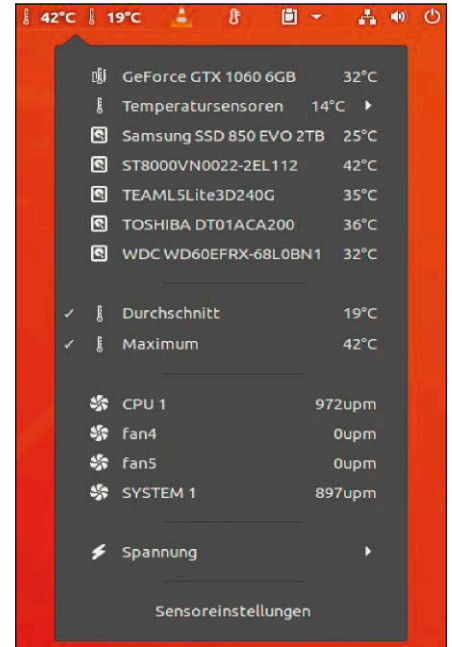 42°C 19°C
GeForce GTX 1060 6GB 32°C
Temperatursensoren 14°C
Samsung SSD 850 EVO 2TB 25°C
ST8000VN0022-2EL112 42°C
TEAML5Lite3D240G 35°C
TOSHIBA DT01ACA200 36°C
WDC WD60EFRX-68L0BN1 32°C
Durchschnitt 19°C
Maximum 42°C
CPU 1 972upm
fan4 0upm
fan5 0upm
SYSTEM 1 897upm
Spannung
Sensoreinstellungen